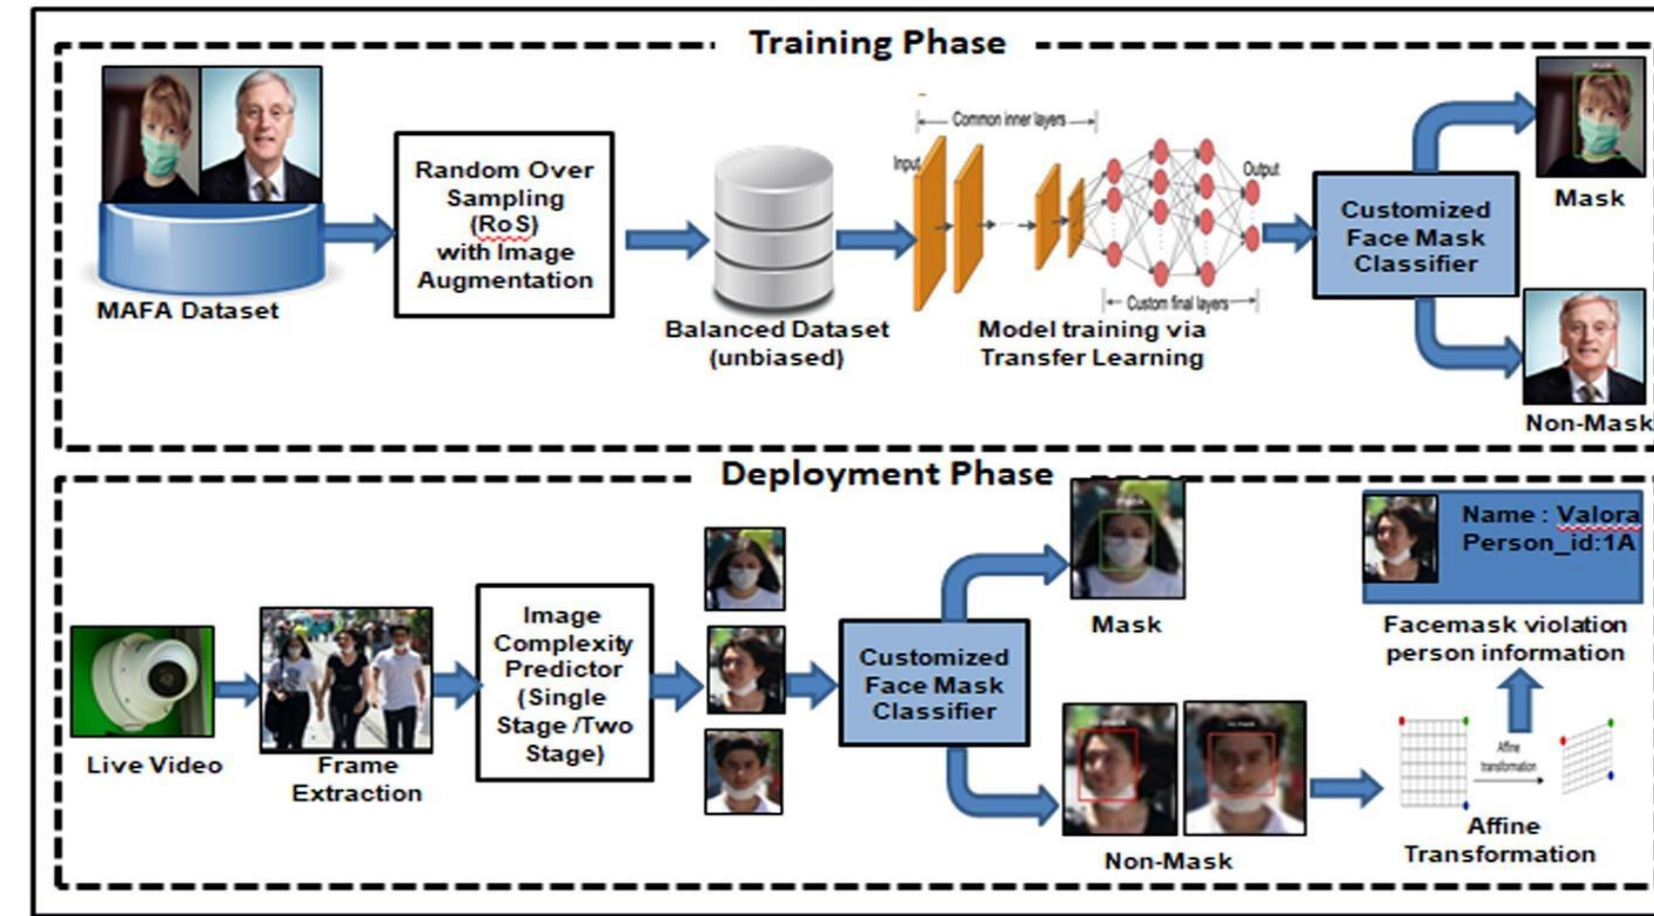 Training Phase
Common inner layers
Input
Output
Random Over
Sampling
(RoS)
with Image
Augmentation
Customized
Face Mask
Classifier
Mask
MAFA Dataset
Custom final layers
Balanced Dataset
(unbiased)
Model training via
Transfer Learning
Non-Mask
Deployment Phase
Name : Valora
Person_id:1A
Image
Complexity
Predictor
(Single
Stage /Two
Stage)
Customized
Face Mask
Classifier
Mask
Facemask violation
person information
Live Video
Frame
Extraction
Affine
transformation
Affine
Transformation
Non-Mask